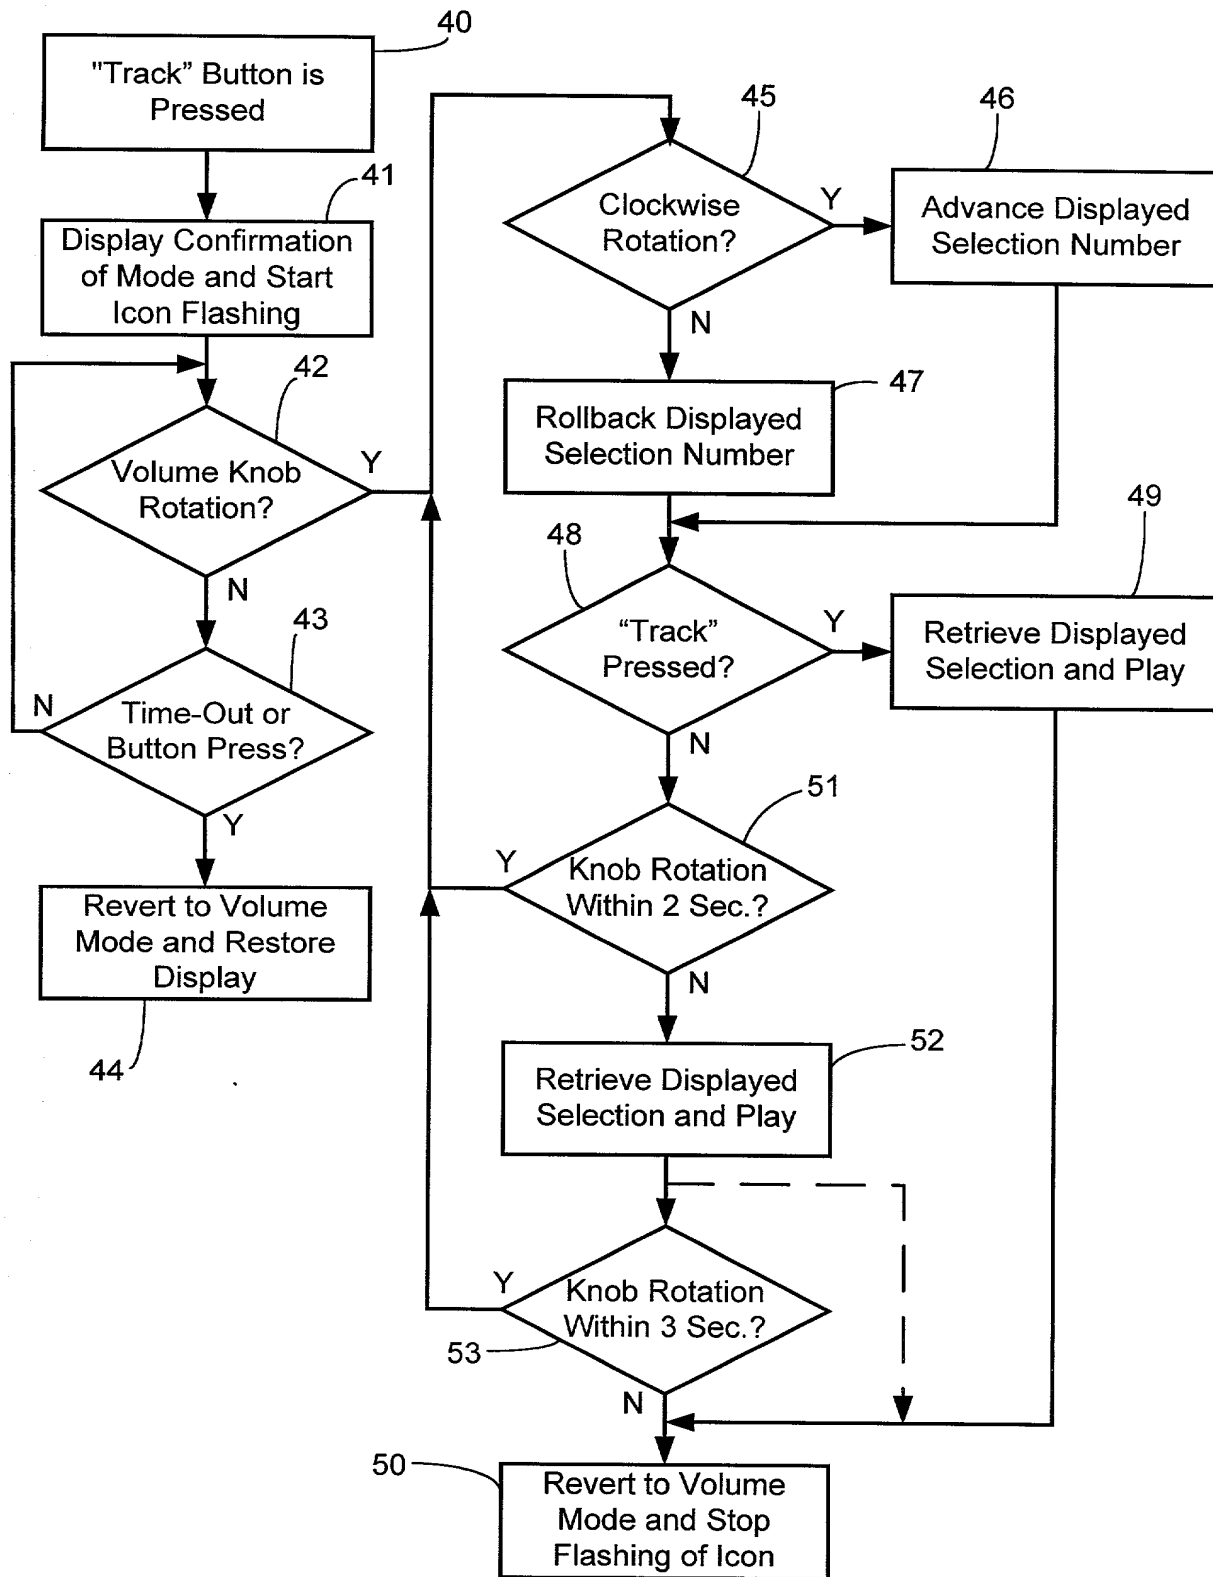 40
"Track" Button is
Pressed
41
Display Confirmation
of Mode and Start
Icon Flashing
42
Volume Knob
Rotation?
Y
N
43
Time-Out or
Button Press?
N
Y
Revert to Volume
Mode and Restore
Display
44
45
Clockwise
Rotation?
Y
N
46
Advance Displayed
Selection Number
47
Rollback Displayed
Selection Number
48
“Track”
Pressed?
Y
N
49
Retrieve Displayed
Selection and Play
51
Knob Rotation
Within 2 Sec.?
Y
N
52
Retrieve Displayed
Selection and Play
Knob Rotation
Within 3 Sec.?
Y
53
N
50
Revert to Volume
Mode and Stop
Flashing of Icon